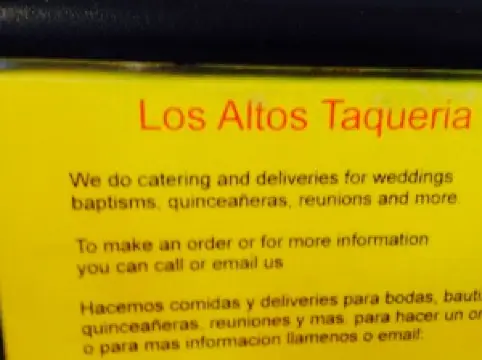 Los Altos Taqueria
We do catering and deliveries for weddings
baptisms, quinceañeras, reunions and more.
To make an order or for more information
you can call or email us
Hacemos comidas y deliveries para bodas,
quinceañeras, reuniones y mas, para hacer un
o para mas informacion llamenos o email: